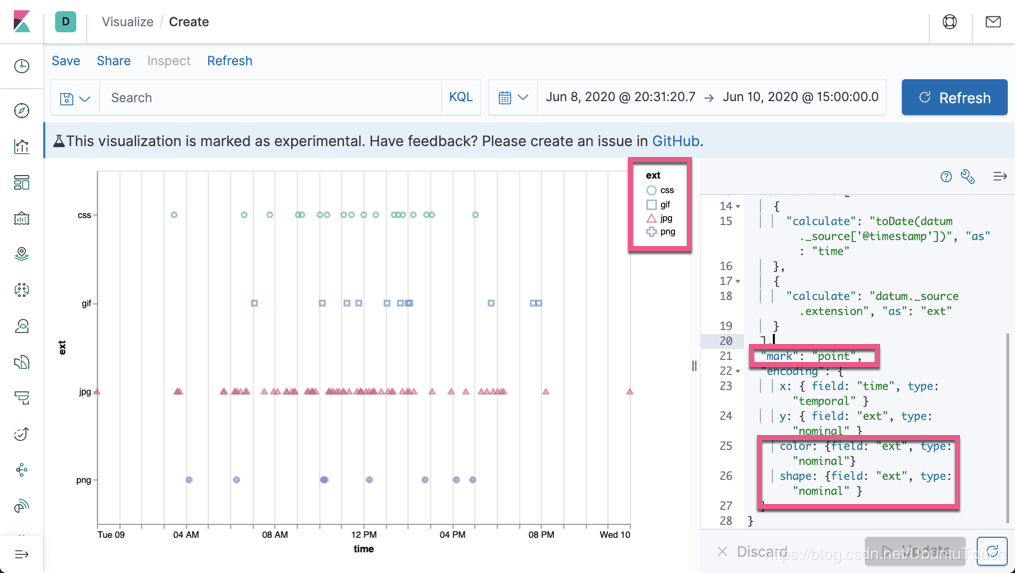 D Visualize / Create
Save Share Inspect Refresh
Search KQL Jun 8, 2020 @ 20:31:20.7 → Jun 10, 2020 @ 15:00:00.0 Refresh
This visualization is marked as experimental. Have feedback? Please create an issue in GitHub.
ext
css
gif
jpg
png
css
gif
jpg
png
ext
Tue 09 04 AM 08 AM 12 PM 04 PM 08 PM Wed 10
time
14 {
15 "calculate": "toDate(datum
._source['@timestamp'])", "as"
: "time"
16 },
17 {
18 "calculate": "datum._source
.extension", "as": "ext"
19 }
20 ],
21 "mark": "point",
22 "encoding": {
23 x: { field: "time", type:
"temporal" }
24 y: { field: "ext", type:
"nominal" }
25 color: {field: "ext", type:
"nominal"}
26 shape: {field: "ext", type:
"nominal" }
27 }
28 }
Discard Update
https://blog.csdn.net/UbuntuTouch